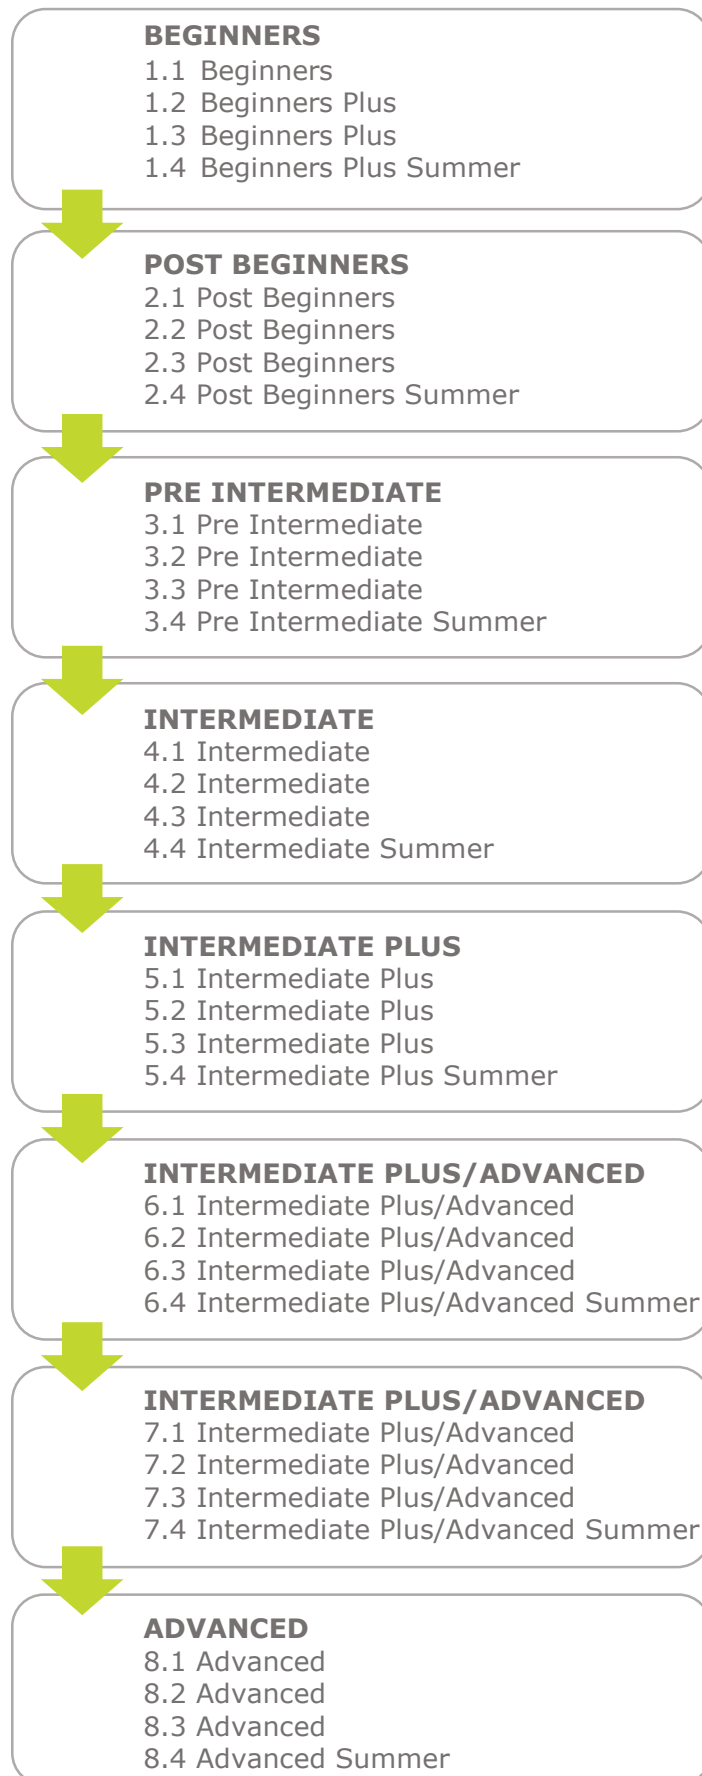 BEGINNERS
1.1 Beginners
1.2 Beginners Plus
1.3 Beginners Plus
1.4 Beginners Plus Summer
POST BEGINNERS
2.1 Post Beginners
2.2 Post Beginners
2.3 Post Beginners
2.4 Post Beginners Summer
PRE INTERMEDIATE
3.1 Pre Intermediate
3.2 Pre Intermediate
3.3 Pre Intermediate
3.4 Pre Intermediate Summer
INTERMEDIATE
4.1 Intermediate
4.2 Intermediate
4.3 Intermediate
4.4 Intermediate Summer
INTERMEDIATE PLUS
5.1 Intermediate Plus
5.2 Intermediate Plus
5.3 Intermediate Plus
5.4 Intermediate Plus Summer
INTERMEDIATE PLUS/ADVANCED
6.1 Intermediate Plus/Advanced
6.2 Intermediate Plus/Advanced
6.3 Intermediate Plus/Advanced
6.4 Intermediate Plus/Advanced Summer
INTERMEDIATE PLUS/ADVANCED
7.1 Intermediate Plus/Advanced
7.2 Intermediate Plus/Advanced
7.3 Intermediate Plus/Advanced
7.4 Intermediate Plus/Advanced Summer
ADVANCED
8.1 Advanced
8.2 Advanced
8.3 Advanced
8.4 Advanced Summer